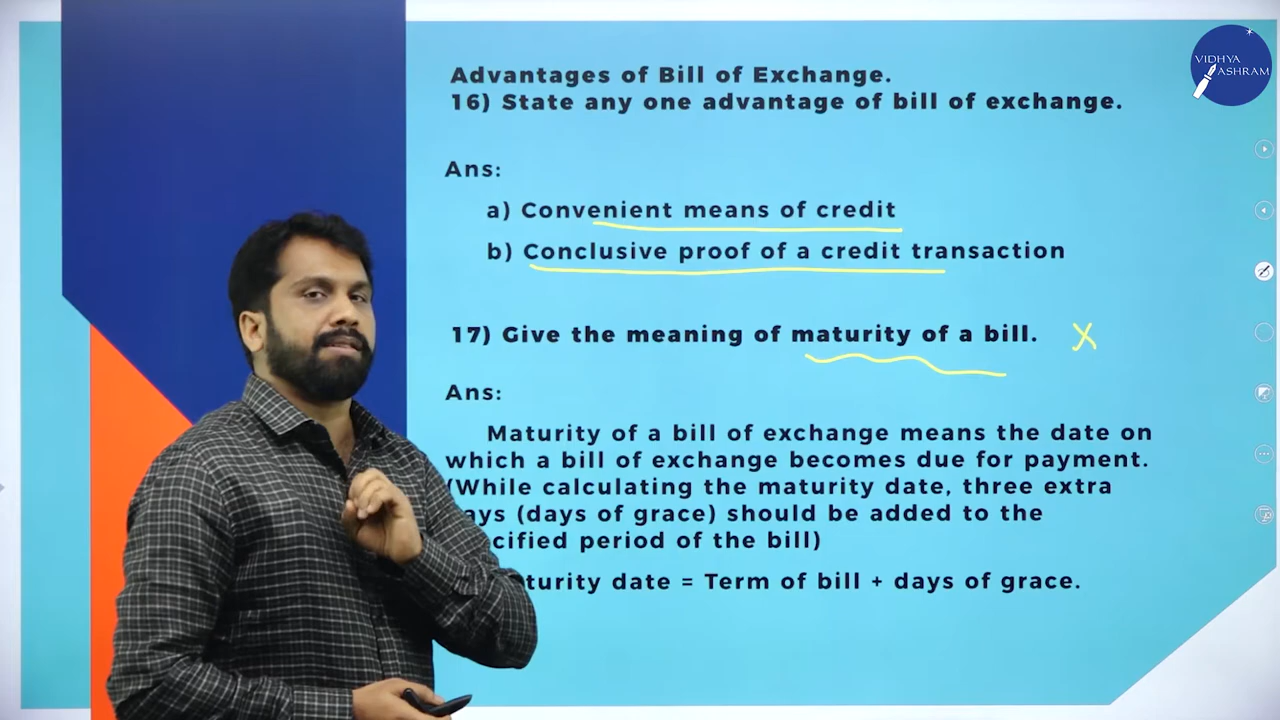 VIDHYA
ASHRAM
Advantages of Bill of Exchange.
16) State any one advantage of bill of exchange.
Ans:
a) Convenient means of credit
b) Conclusive proof of a credit transaction
17) Give the meaning of maturity of a bill. X
Ans:
Maturity of a bill of exchange means the date on
which a bill of exchange becomes due for payment.
(While calculating the maturity date, three extra
ays (days of grace) should be added to the
cified period of the bill)
turity date = Term of bill + days of grace.